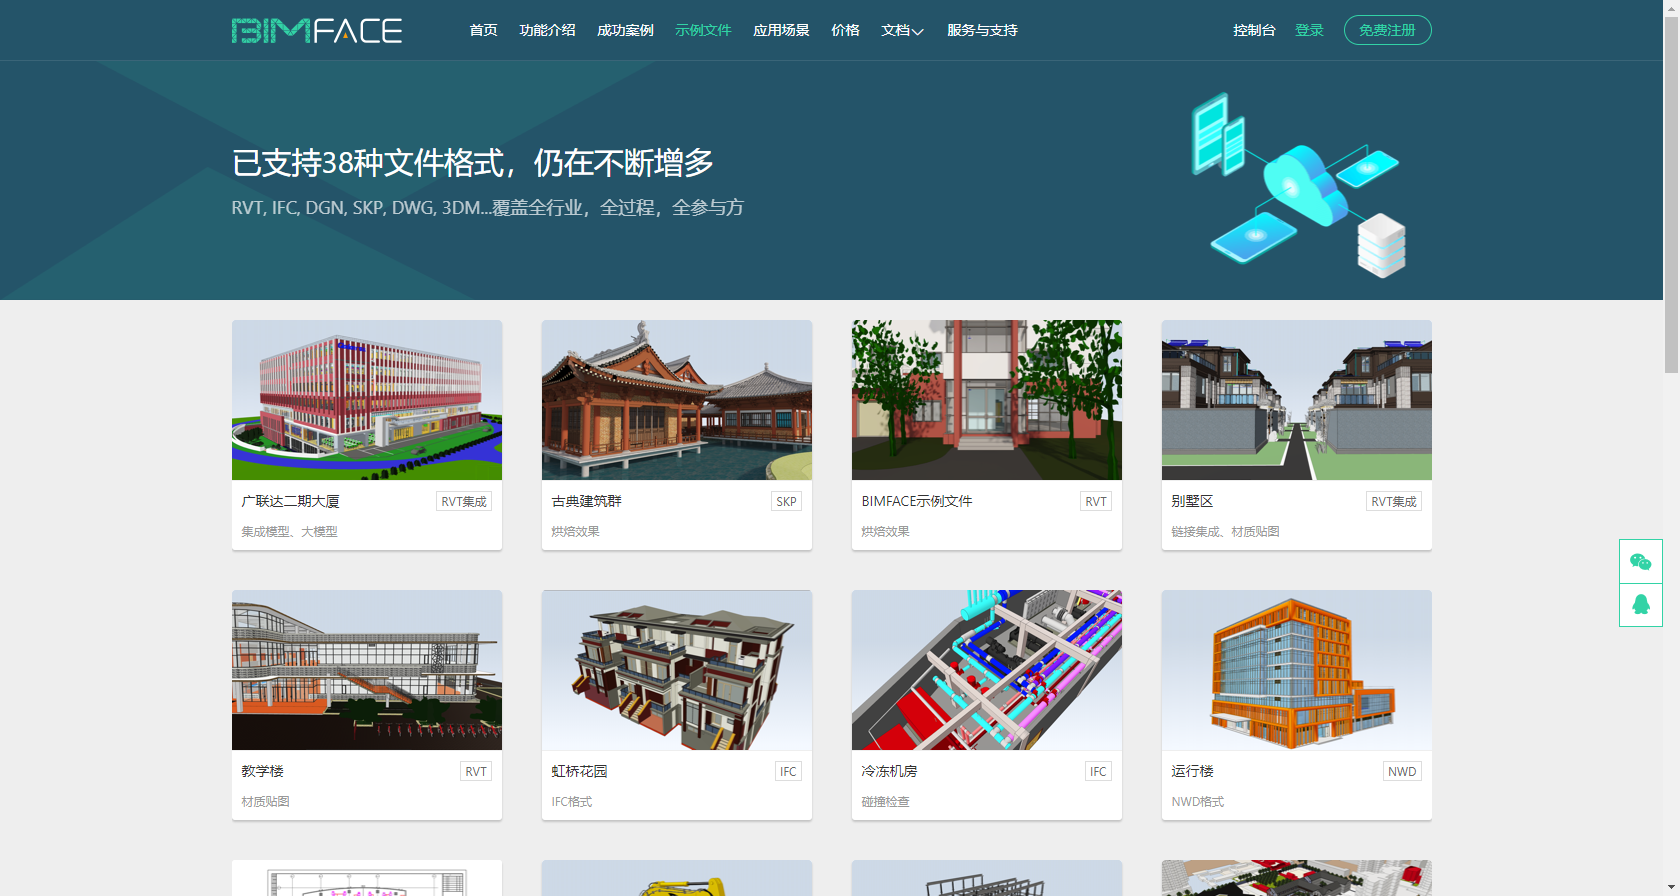 BIMFACE 首页 功能介绍 成功案例 示例文件 应用场景 价格 文档 服务与支持 控制台 登录 免费注册
已支持38种文件格式，仍在不断增多
RVT, IFC, DGN, SKP, DWG, 3DM...覆盖全行业，全过程，全参与方
广联达二期大厦 RVT集成
集成模型、大模型
古典建筑群 SKP
烘焙效果
BIMFACE示例文件 RVT
烘焙效果
别墅区 RVT集成
链接集成、材质贴图
教学楼 RVT
材质贴图
虹桥花园 IFC
IFC格式
冷冻机房 IFC
碰撞检查
运行楼 NWD
NWD格式